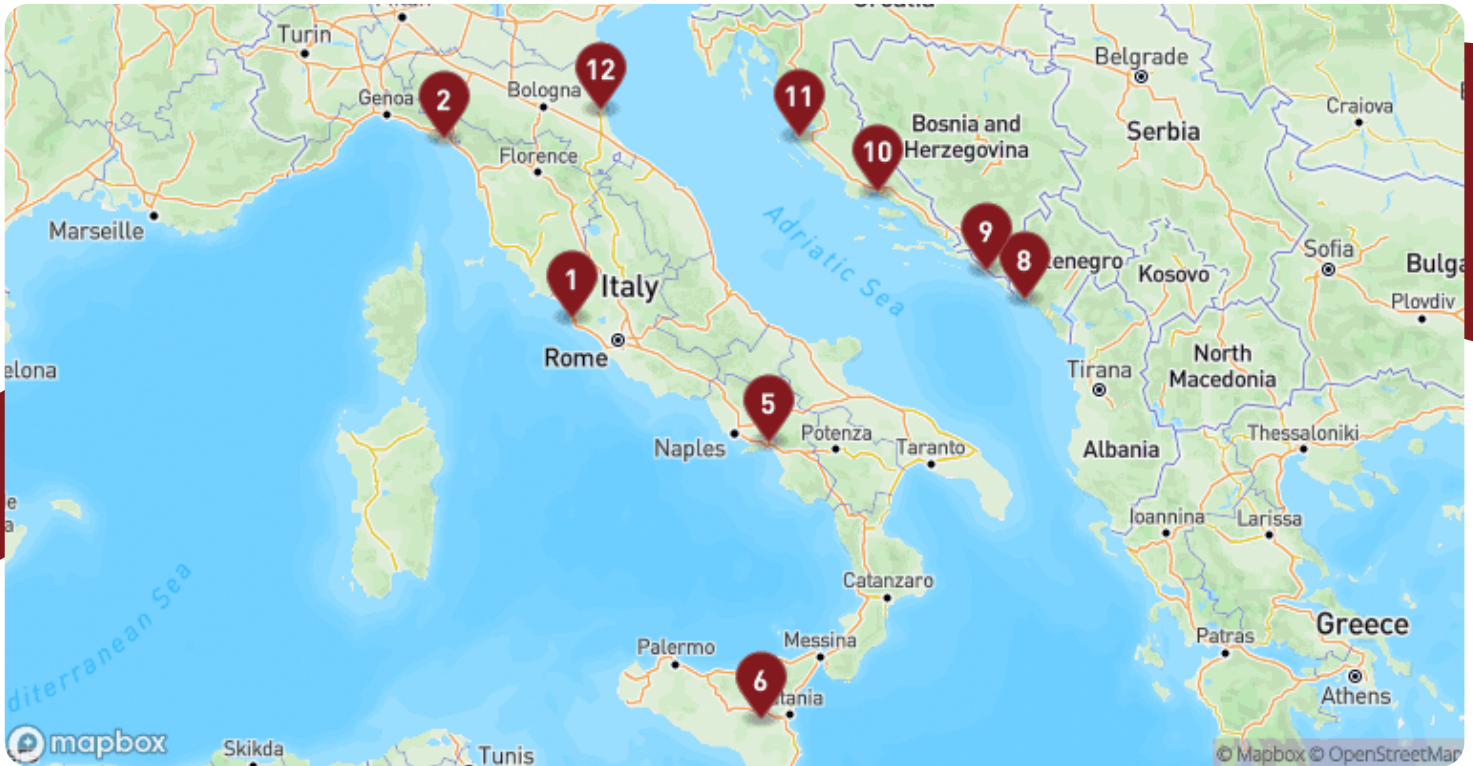 Turin
Belgrade
12
Genoa
2
Bologna
11
Craiova
Bosnia and
Herzegovina
Serbia
10
Florence
Marseille
Adriatic Sea
9
8
tenegro
Kosovo
Sofia
Bulga
Plovdiv
1
Italy
Rome
elona
North
Macedonia
Tirana
5
Naples
Potenza
Taranto
Albania
Thessaloniki
Ioannina
Larissa
Catanzaro
Mediterranean Sea
Palermo
Messina
Patras
Greece
6
tania
Athens
mapbox
Skikda
Tunis
© Mapbox © OpenStreetMap